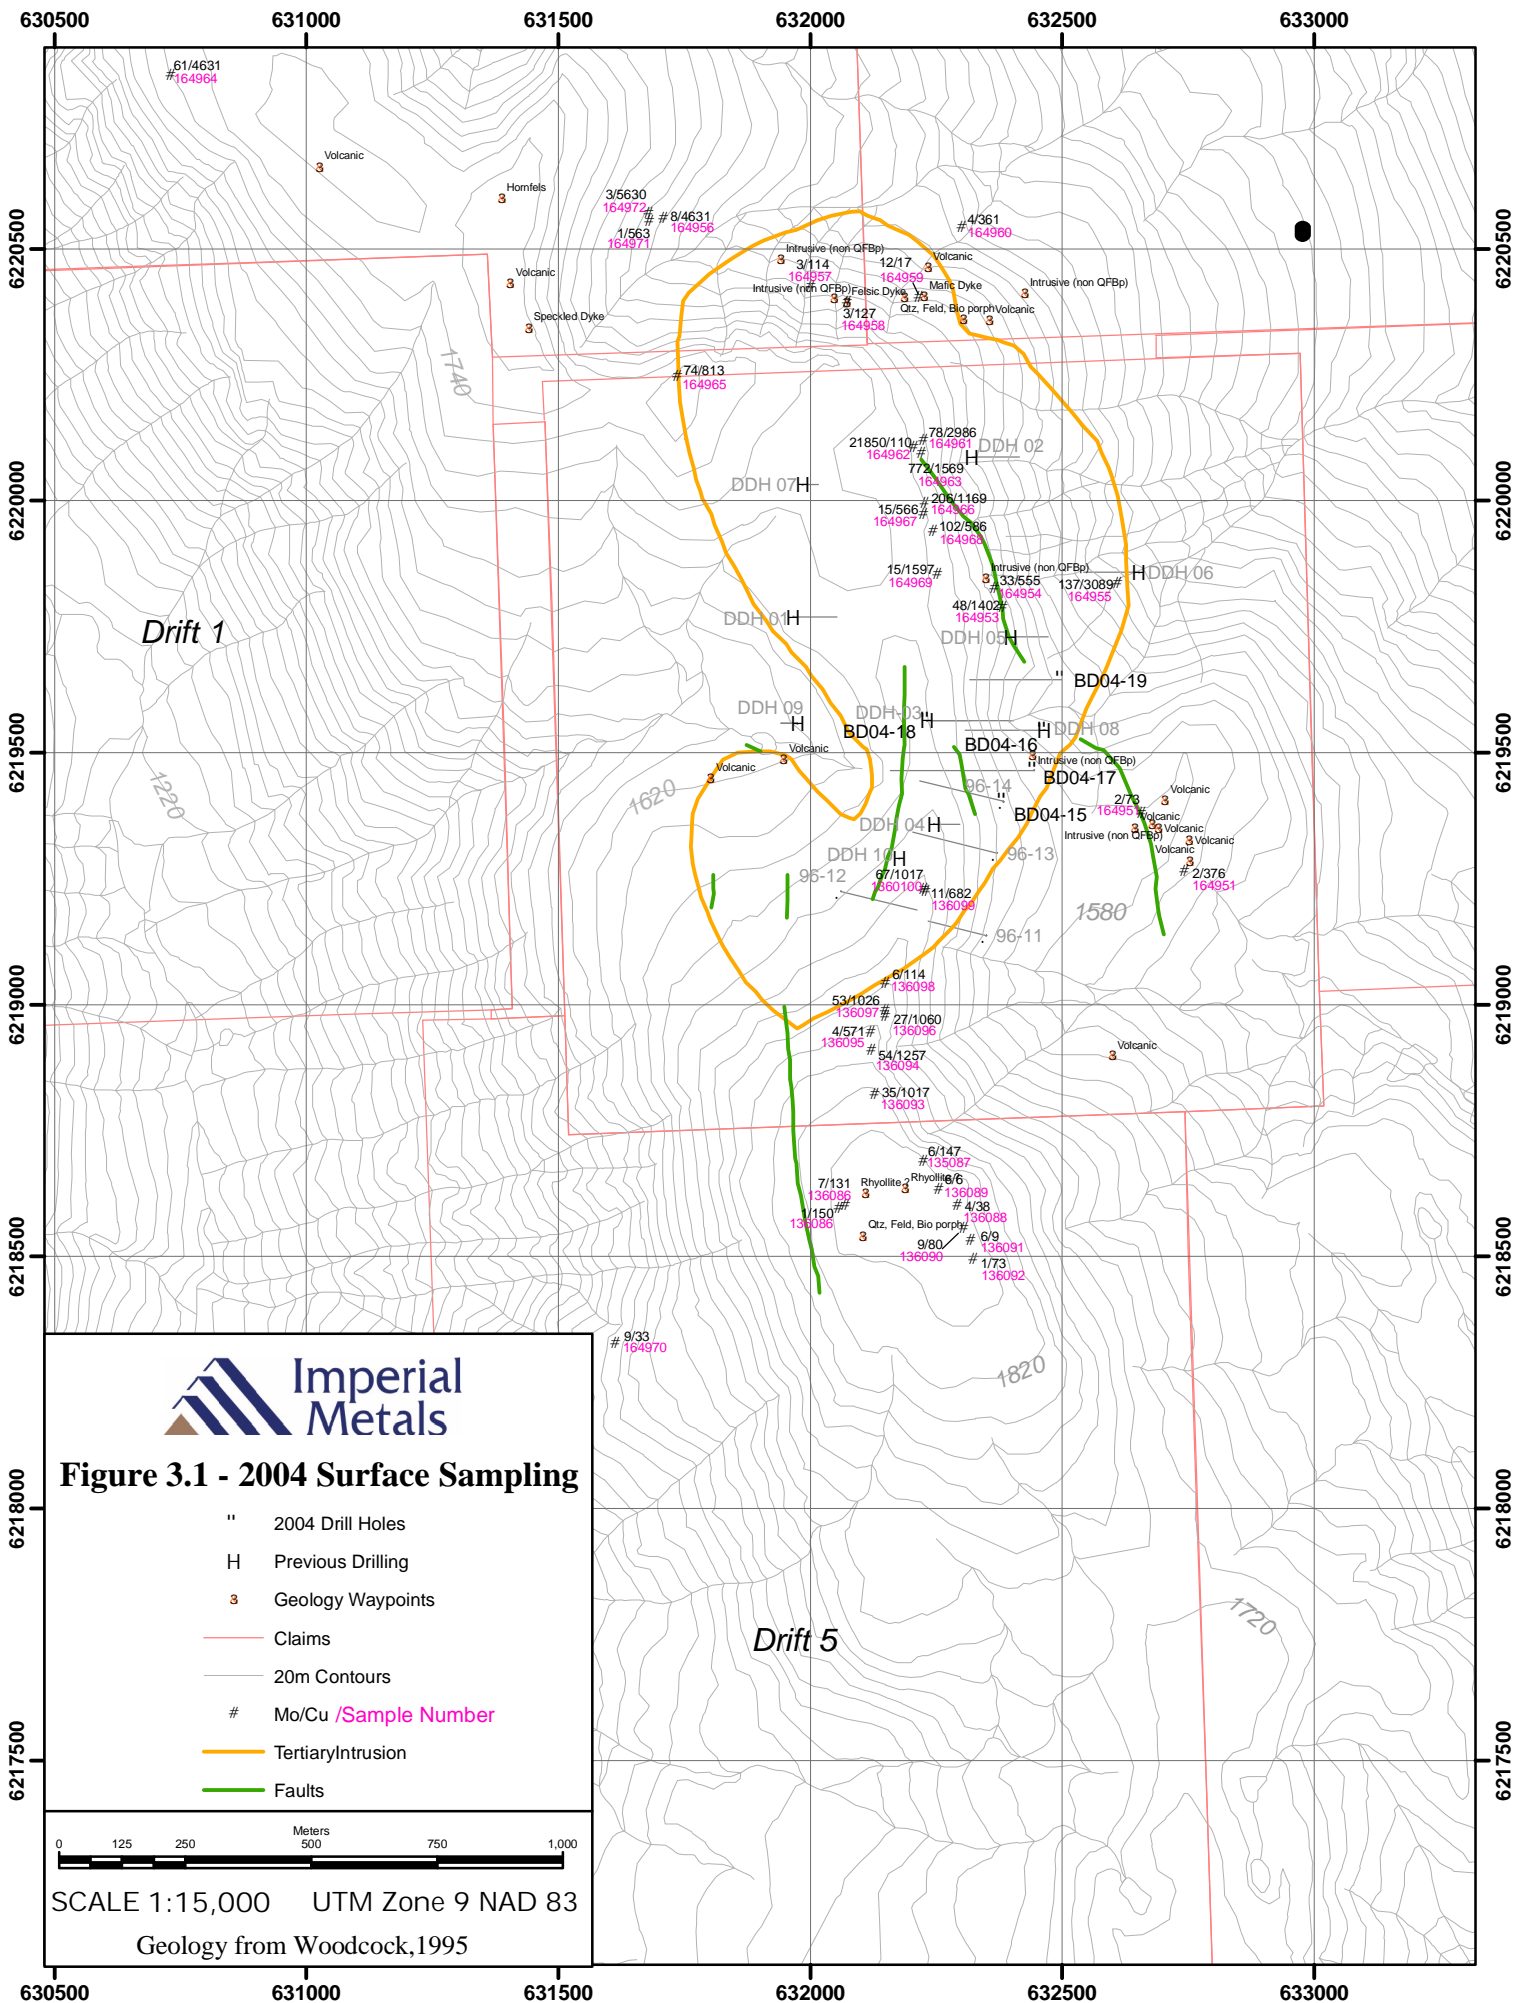 630500 631000 631500 632000 632500 633000
61/4631
164964
Volcanic
Hornfels
3/5630
164972
8/4631
164956
1/563
164971
4/361
164960
6220500
6220500
Intrusive (non QFBp)
3/114
164957
12/17
164959
Volcanic
Volcanic
Intrusive (non QFBp)
Felsic Dyke
Mafic Dyke
Intrusive (non QFBp)
Qtz, Feld, Bio porph
Volcanic
3/127
164958
Speckled Dyke
1740
74/813
164965
78/2986
164961
21850/110
164962
DDH 02
772/1569
164963
DDH 07
206/1169
164966
15/566
164967
6220000
6220000
102/586
164968
15/1597
164969
Intrusive (non QFBp)
33/555
164954
137/3089
164955
DDH 06
48/1402
164953
DDH 01
DDH 05
Drift 1
BD04-19
DDH 09
DDH 03
BD04-18
DDH 08
BD04-16
6219500
6219500
Volcanic
Volcanic
Intrusive (non QFBp)
BD04-17
1220
1620
96-14
BD04-15
Volcanic
2/73
16495
Volcanic
Volcanic
Intrusive (non QFBp)
Volcanic
Volcanic
DDH 04
DDH 10
96-13
2/376
164951
95-12
67/1017
1360100
11/682
136099
1580
96-11
6/114
136098
53/1026
136097
27/1060
136096
6219000
6219000
4/571
136095
54/1257
136094
Volcanic
35/1017
136093
6/147
135087
7/131
136086
Rhyollite ?
Rhyollite ?
6/6
136089
1/150
136086
4/38
136088
Qtz, Feld, Bio porph
9/80
136090
6/9
136091
1/73
136092
6218500
6218500
9/33
164970
1820
Imperial
Metals
Figure 3.1 - 2004 Surface Sampling
" 2004 Drill Holes
H Previous Drilling
3 Geology Waypoints
Claims
20m Contours
# Mo/Cu /Sample Number
TertiaryIntrusion
Faults
6218000
6218000
1720
Drift 5
6217500
6217500
Meters
0 125 250 500 750 1,000
SCALE 1:15,000 UTM Zone 9 NAD 83
Geology from Woodcock,1995
630500 631000 631500 632000 632500 633000